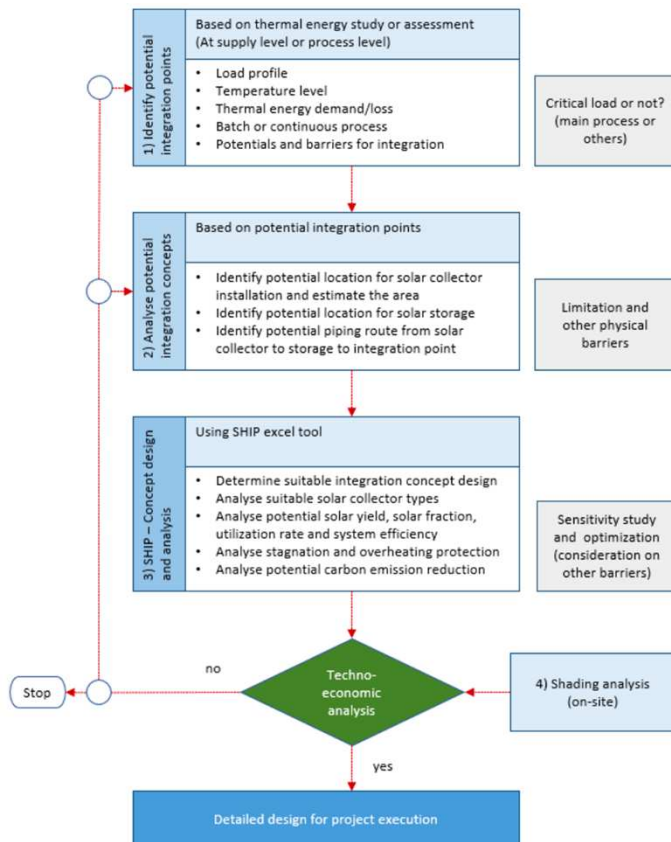 1) Identify potential
integration points
Based on thermal energy study or assessment
(At supply level or process level)
• Load profile
• Temperature level
• Thermal energy demand/loss
• Batch or continuous process
• Potentials and barriers for integration
Critical load or not?
(main process or
others)
2) Analyse potential
integration concepts
Based on potential integration points
• Identify potential location for solar collector
installation and estimate the area
• Identify potential location for solar storage
• Identify potential piping route from solar
collector to storage to integration point
Limitation and
other physical
barriers
3) SHIP – Concept design
and analysis
Using SHIP excel tool
• Determine suitable integration concept design
• Analyse suitable solar collector types
• Analyse potential solar yield, solar fraction,
utilization rate and system efficiency
• Analyse stagnation and overheating protection
• Analyse potential carbon emission reduction
Sensitivity study
and optimization
(consideration on
other barriers)
Stop
no
Techno-
economic
analysis
4) Shading analysis
(on-site)
yes
Detailed design for project execution